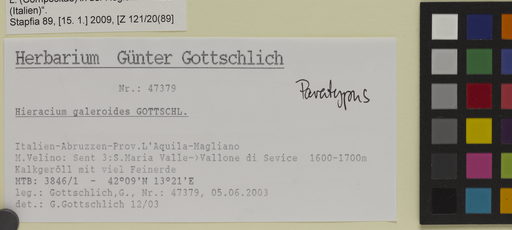 (Italien)".
Stapfia 89, [15. 1.] 2009, [Z 121/20(89]
Herbarium Günter Gottschlich
Nr.: 47379
Paratypus
Hieracium galeroides GOTTSCHL.
Italien-Abruzzen-Prov.L'Aquila-Magliano
M.Velino: Sent 3:S.Maria Valle->Vallone di Sevice 1600-1700m
Kalkgeröll mit viel Feinerde
MTB: 3846/1 - 42°09'N 13°21'E
leg.: Gottschlich,G., Nr.: 47379, 05.06.2003
det.: G.Gottschlich 12/03